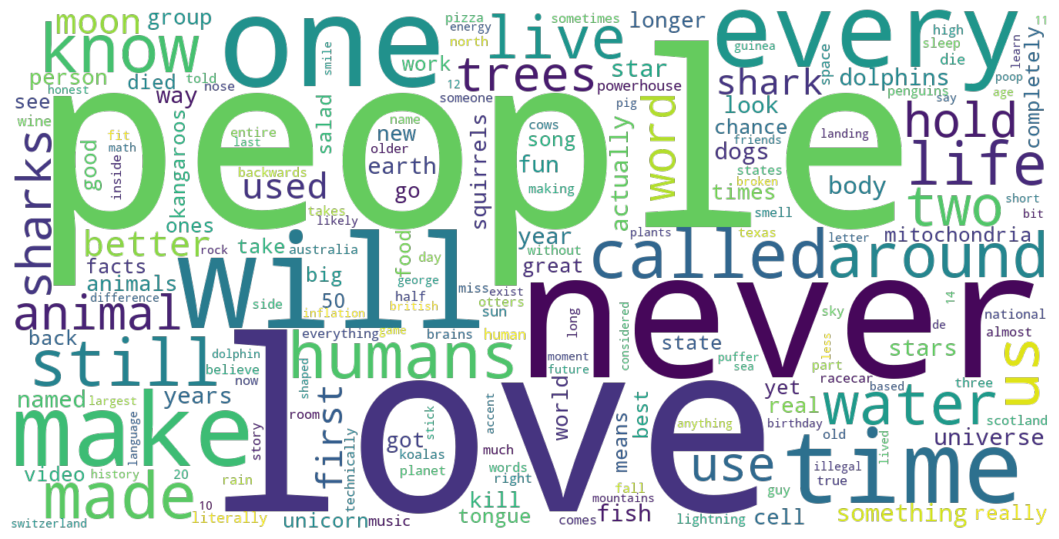 moon group
know
one
pizza energy north
live
sometimes
longer
every
11
person died told nose
honest
smile
work 12
trees
star
someone
powerhouse
guinea
shark
space
high sleep die
dolphins
penguins
poop
learn
age
say
see way
wine
salad
people
good
fit
math
inside
entire
last
backwards
name
new
older
earth
go
squirrels
pig
cows
song
fun
making
actually
word
look
chance
dogs
friends
states
broken
times
landing
body
hold
life
completely
sharks
kangaroos
ones
used
takes
likely
year
great
without
smell
texas
plants
letter
two
short
bit
mitochondria
better
facts
animals
difference
rock
take
australia
big
50
side
inflation
food
day
george
half
british
game
miss
exist
otters
sun
called
around
animal
will
everything
brains
human
long
never
considered
state
sky
14
de
national
almost
back
still
dolphin
believe
now
shaped
humans
moment
future
puffer
sea
less
part
stars
us
named
years
largest
make
language
story
room
first
got
koalas
planet
stick
much
accent
words
right
world
best
means
love
anything
yet
real
racecar
birthday
based
old
water
three
scotland
universe
video
history
20
rain
made
10
literally
technically
unicorn
music
kill
tongue
comes
mountains
fish
fall
lightning
use
guy
cell
illegal
true
time
lived
something
really
switzerland